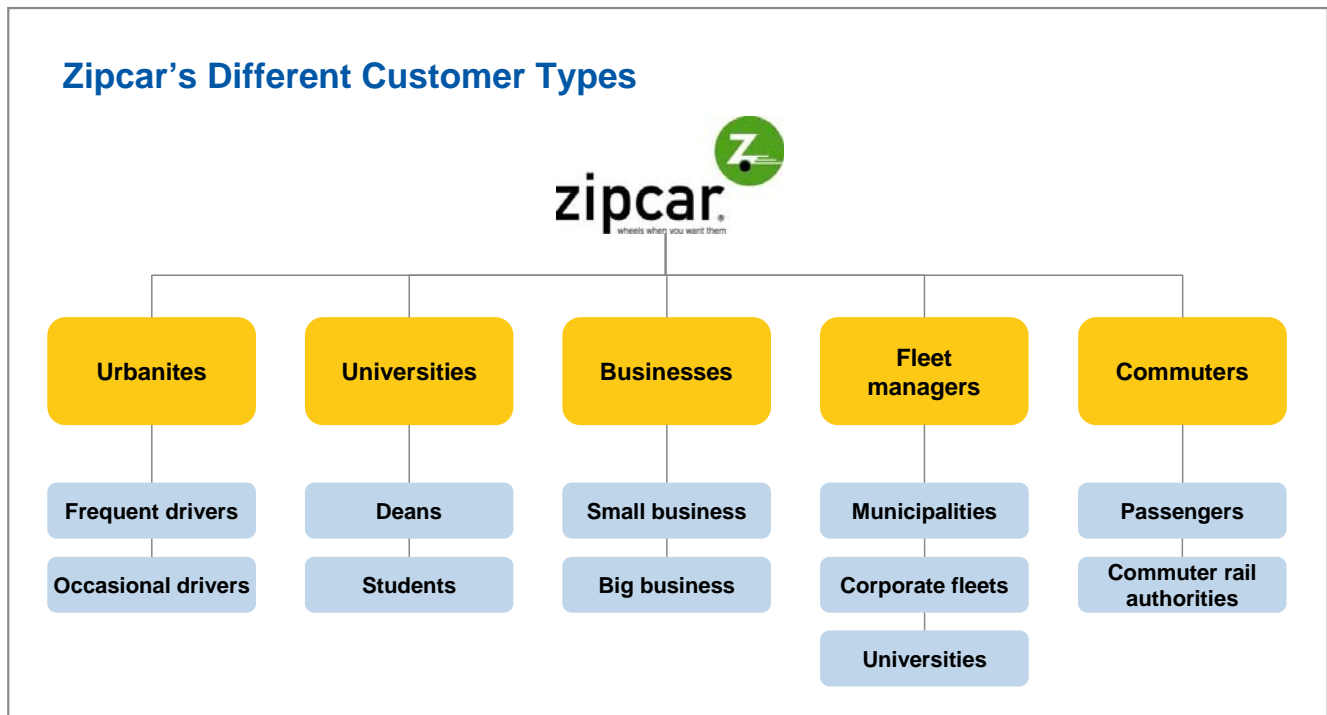 Zipcar’s Different Customer Types
Z
zipcar®
wheels when you want them
Urbanites
Universities
Businesses
Fleet
managers
Commuters
Frequent drivers
Deans
Small business
Municipalities
Passengers
Occasional drivers
Students
Big business
Corporate fleets
Commuter rail
authorities
Universities